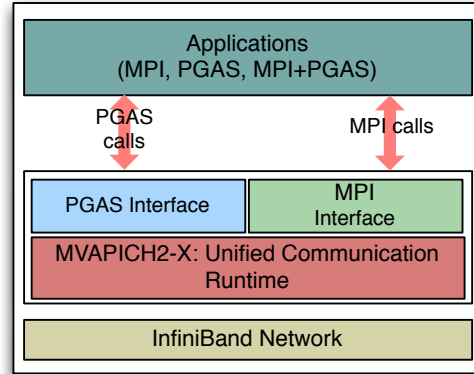 Applications
(MPI, PGAS, MPI+PGAS)
PGAS
calls
MPI calls
PGAS Interface
MPI
Interface
MVAPICH2-X: Unified Communication
Runtime
InfiniBand Network